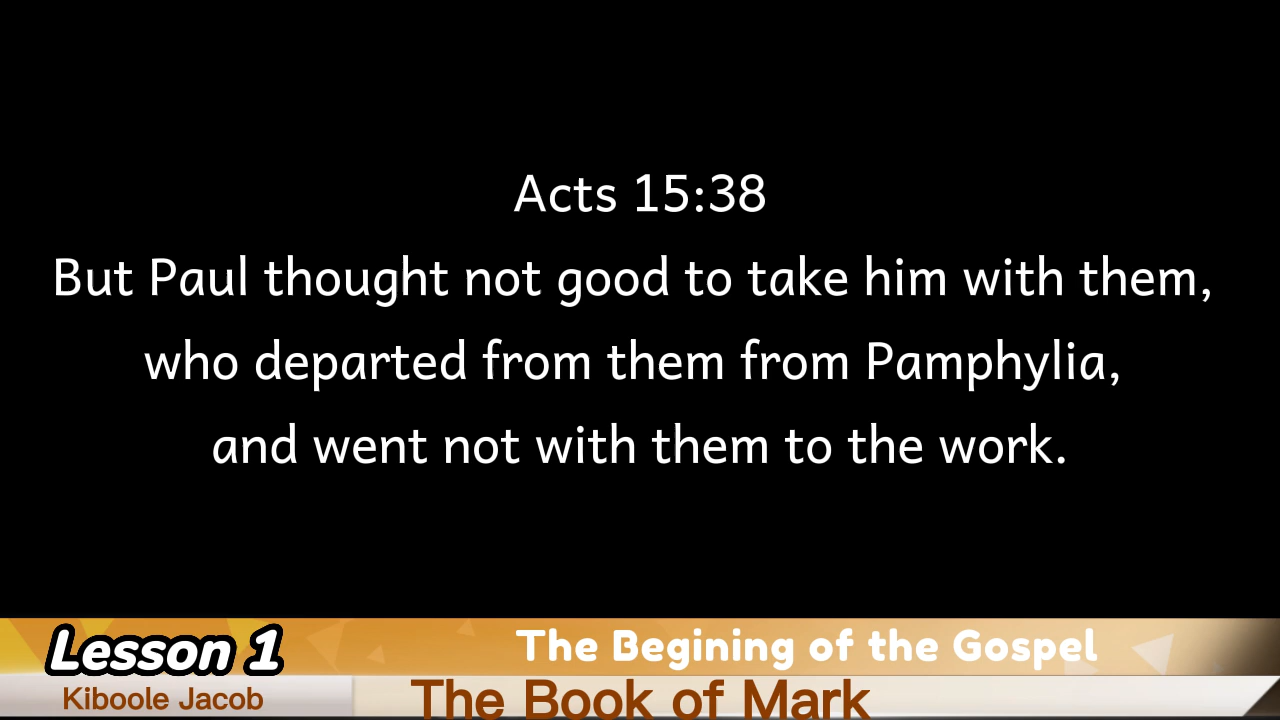 Acts 15:38
But Paul thought not good to take him with them,
who departed from them from Pamphylia,
and went not with them to the work.
Lesson 1
The Begining of the Gospel
Kiboole Jacob
The Book of Mark